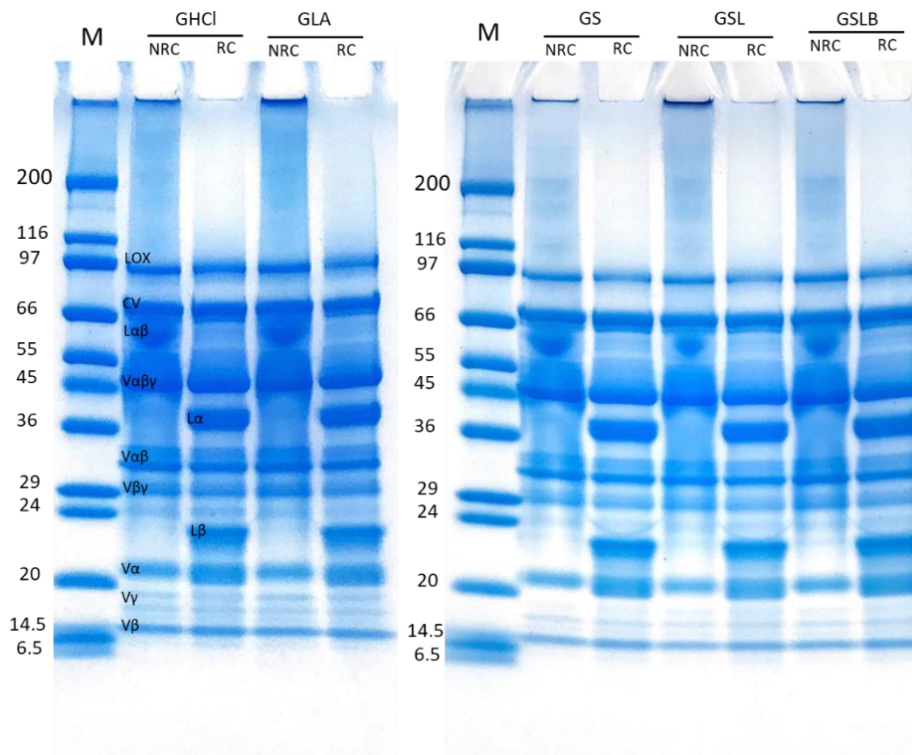 GHCl GLA
M NRC RC NRC RC
200
116
97
66
55
45
36
29
24
20
14.5
6.5
LOX
CV
Lαβ
Vαβγ
Lα
Vαβ
Vβγ
Lβ
Vα
Vγ
Vβ
GS GSL GSLB
M NRC RC NRC RC NRC RC
200
116
97
66
55
45
36
29
24
20
14.5
6.5